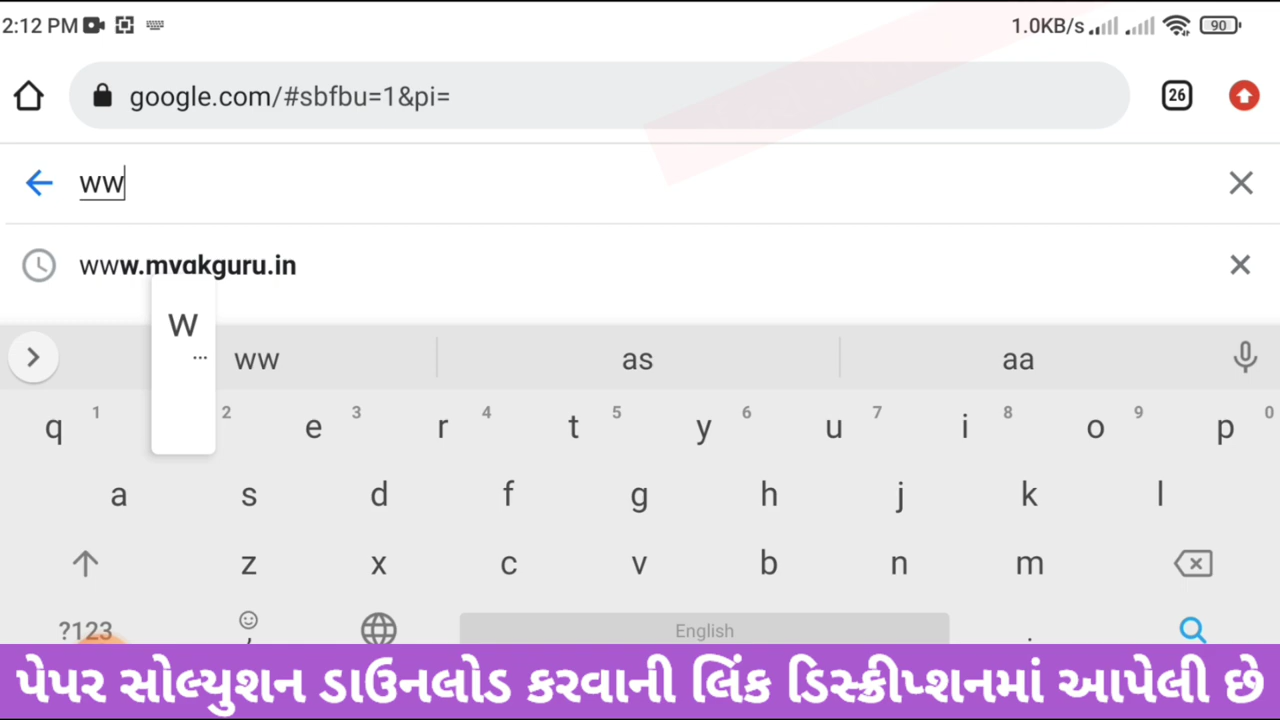 2:12 PM 1.0KB/s 90
google.com/#sbfbu=1&pi= 26
ww
www.mvakguru.in
w
...
ww as aa
q 1 2 e 3 r 4 t 5 y 6 u 7 i 8 o 9 p 0
a s d f g h j k l
z x c v b n m
?123 , English .
પેપર સોલ્યુશન ડાઉનલોડ કરવાની લિંક ડિસ્ક્રીપ્શનમાં આપેલી છે